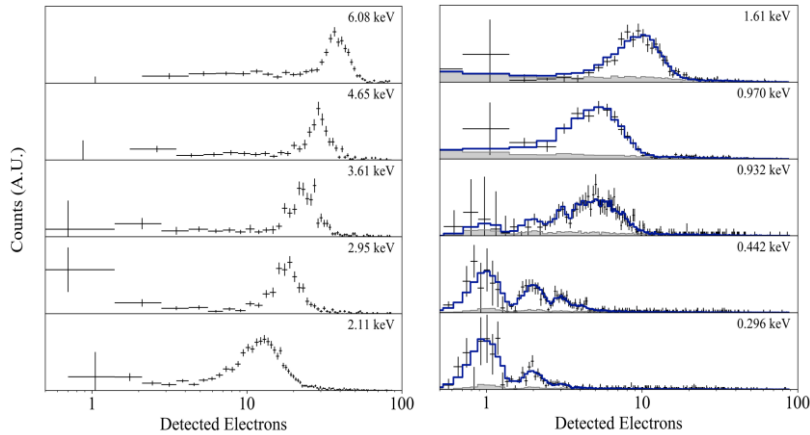 6.08 keV
4.65 keV
3.61 keV
2.95 keV
2.11 keV
Counts (A.U.)
1 10 100
Detected Electrons
1.61 keV
0.970 keV
0.932 keV
0.442 keV
0.296 keV
1 10 100
Detected Electrons